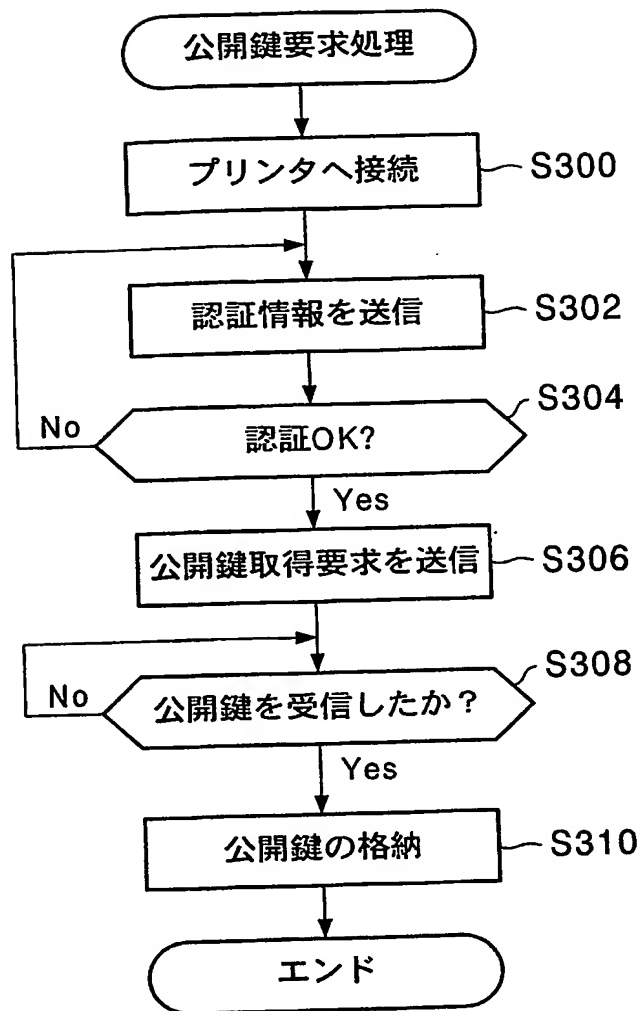 公開鍵要求処理
プリンタへ接続
S300
認証情報を送信
S302
S304
No
認証OK?
Yes
公開鍵取得要求を送信
S306
S308
No
公開鍵を受信したか?
Yes
公開鍵の格納
S310
エンド